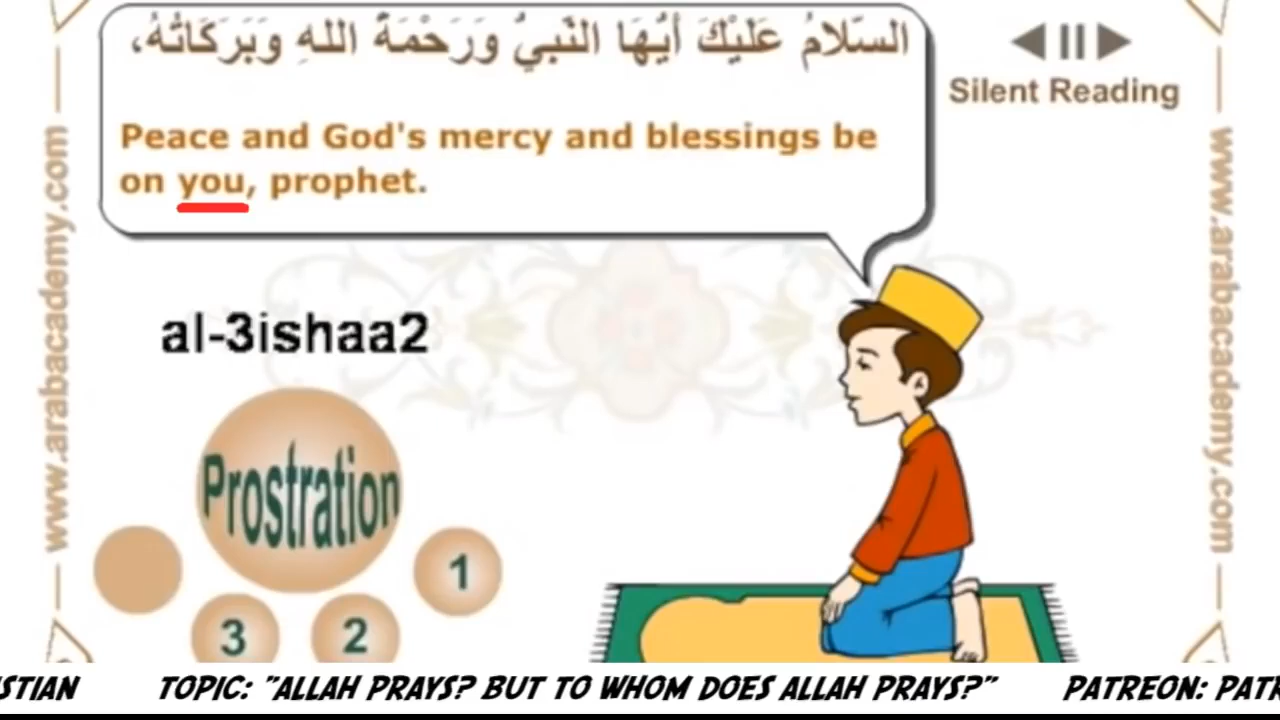 السّلامُ عَلَيْكَ أَيُّهَا النَّبِيُّ وَرَحْمَةُ اللهِ وَبَرَكَاتُهُ،
Peace and God's mercy and blessings be
on you, prophet.
Silent Reading
www.arabacademy.com
www.arabacademy.com
al-3ishaa2
Prostration
1
3
2
STIAN TOPIC: "ALLAH PRAYS? BUT TO WHOM DOES ALLAH PRAYS?" PATREON: PATR